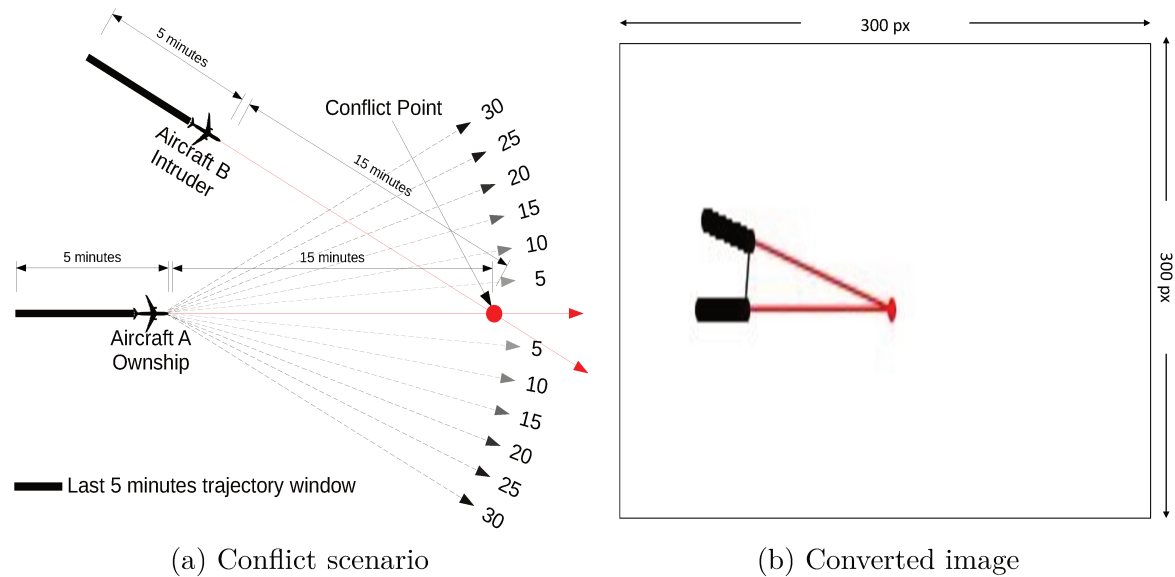 5 minutes
Conflict Point
15 minutes
Aircraft B
Intruder
30
25
20
15
10
5
5 minutes
15 minutes
Aircraft A
Ownship
5
10
15
20
25
30
Last 5 minutes trajectory window
(a) Conflict scenario
300 px
300 px
(b) Converted image